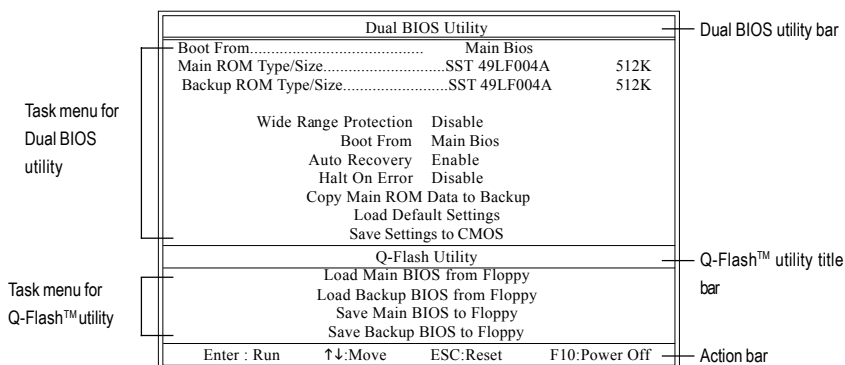 Dual BIOS Utility
Dual BIOS utility bar
Boot From......................................... Main Bios
Main ROM Type/Size.............................SST 49LF004A 512K
Backup ROM Type/Size.........................SST 49LF004A 512K
Task menu for
Dual BIOS
utility
Wide Range Protection Disable
Boot From Main Bios
Auto Recovery Enable
Halt On Error Disable
Copy Main ROM Data to Backup
Load Default Settings
Save Settings to CMOS
Q-Flash Utility
Q-Flash™ utility title
bar
Task menu for
Q-Flash™utility
Load Main BIOS from Floppy
Load Backup BIOS from Floppy
Save Main BIOS to Floppy
Save Backup BIOS to Floppy
Enter : Run ↑↓:Move ESC:Reset F10:Power Off
Action bar